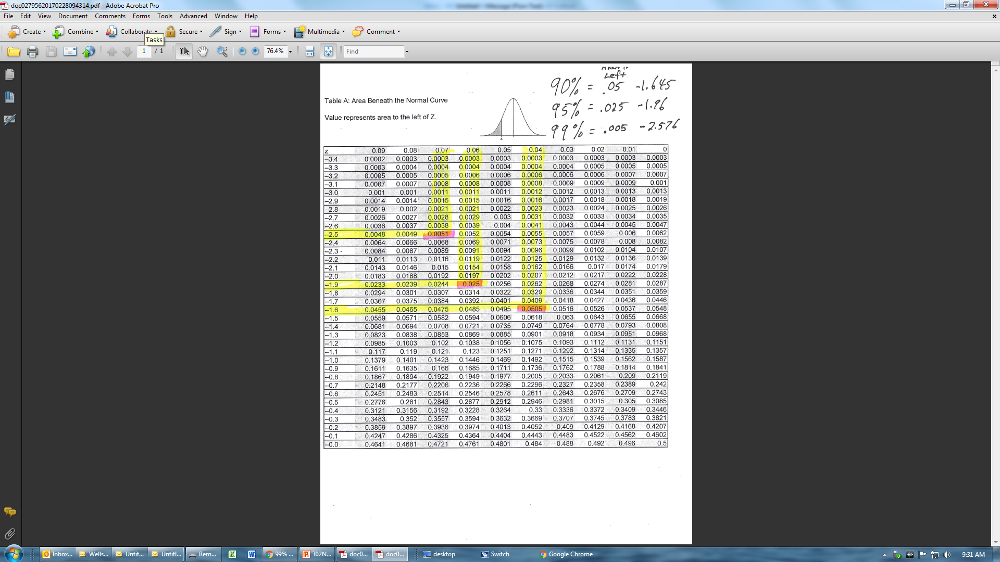 doc02795620170228094314.pdf - Adobe Acrobat Pro
File Edit View Document Comments Forms Tools Advanced Window Help
Create Combine Collaborate Secure Sign Forms Multimedia Comment
Tasks
1 / 1 76.4% Find
Area to
Left
90% = .05 -1.645
95% = .025 -1.96
99% = .005 -2.576
Table A: Area Beneath the Normal Curve
Value represents area to the left of Z.
z
z 0.09 0.08 0.07 0.06 0.05 0.04 0.03 0.02 0.01 0
–3.4 0.0002 0.0003 0.0003 0.0003 0.0003 0.0003 0.0003 0.0003 0.0003 0.0003
–3.3 0.0003 0.0004 0.0004 0.0004 0.0004 0.0004 0.0004 0.0005 0.0005 0.0005
–3.2 0.0005 0.0005 0.0005 0.0006 0.0006 0.0006 0.0006 0.0006 0.0007 0.0007
–3.1 0.0007 0.0007 0.0008 0.0008 0.0008 0.0008 0.0009 0.0009 0.0009 0.001
–3.0 0.001 0.001 0.0011 0.0011 0.0011 0.0012 0.0012 0.0013 0.0013 0.0013
–2.9 0.0014 0.0014 0.0015 0.0015 0.0016 0.0016 0.0017 0.0018 0.0018 0.0019
–2.8 0.0019 0.002 0.0021 0.0021 0.0022 0.0023 0.0023 0.0024 0.0025 0.0026
–2.7 0.0026 0.0027 0.0028 0.0029 0.003 0.0031 0.0032 0.0033 0.0034 0.0035
–2.6 0.0036 0.0037 0.0038 0.0039 0.004 0.0041 0.0043 0.0044 0.0045 0.0047
–2.5 0.0048 0.0049 0.0051 0.0052 0.0054 0.0055 0.0057 0.0059 0.006 0.0062
–2.4 0.0064 0.0066 0.0068 0.0069 0.0071 0.0073 0.0075 0.0078 0.008 0.0082
–2.3 0.0084 0.0087 0.0089 0.0091 0.0094 0.0096 0.0099 0.0102 0.0104 0.0107
–2.2 0.011 0.0113 0.0116 0.0119 0.0122 0.0125 0.0129 0.0132 0.0136 0.0139
–2.1 0.0143 0.0146 0.015 0.0154 0.0158 0.0162 0.0166 0.017 0.0174 0.0179
–2.0 0.0183 0.0188 0.0192 0.0197 0.0202 0.0207 0.0212 0.0217 0.0222 0.0228
–1.9 0.0233 0.0239 0.0244 0.025 0.0256 0.0262 0.0268 0.0274 0.0281 0.0287
–1.8 0.0294 0.0301 0.0307 0.0314 0.0322 0.0329 0.0336 0.0344 0.0351 0.0359
–1.7 0.0367 0.0375 0.0384 0.0392 0.0401 0.0409 0.0418 0.0427 0.0436 0.0446
–1.6 0.0455 0.0465 0.0475 0.0485 0.0495 0.0505 0.0516 0.0526 0.0537 0.0548
–1.5 0.0559 0.0571 0.0582 0.0594 0.0606 0.0618 0.063 0.0643 0.0655 0.0668
–1.4 0.0681 0.0694 0.0708 0.0721 0.0735 0.0749 0.0764 0.0778 0.0793 0.0808
–1.3 0.0823 0.0838 0.0853 0.0869 0.0885 0.0901 0.0918 0.0934 0.0951 0.0968
–1.2 0.0985 0.1003 0.102 0.1038 0.1056 0.1075 0.1093 0.1112 0.1131 0.1151
–1.1 0.117 0.119 0.121 0.123 0.1251 0.1271 0.1292 0.1314 0.1335 0.1357
–1.0 0.1379 0.1401 0.1423 0.1446 0.1469 0.1492 0.1515 0.1539 0.1562 0.1587
–0.9 0.1611 0.1635 0.166 0.1685 0.1711 0.1736 0.1762 0.1788 0.1814 0.1841
–0.8 0.1867 0.1894 0.1922 0.1949 0.1977 0.2005 0.2033 0.2061 0.209 0.2119
–0.7 0.2148 0.2177 0.2206 0.2236 0.2266 0.2296 0.2327 0.2358 0.2389 0.242
–0.6 0.2451 0.2483 0.2514 0.2546 0.2578 0.2611 0.2643 0.2676 0.2709 0.2743
–0.5 0.2776 0.281 0.2843 0.2877 0.2912 0.2946 0.2981 0.3015 0.305 0.3085
–0.4 0.3121 0.3156 0.3192 0.3228 0.3264 0.33 0.3336 0.3372 0.3409 0.3446
–0.3 0.3483 0.352 0.3557 0.3594 0.3632 0.3669 0.3707 0.3745 0.3783 0.3821
–0.2 0.3859 0.3897 0.3936 0.3974 0.4013 0.4052 0.409 0.4129 0.4168 0.4207
–0.1 0.4247 0.4286 0.4325 0.4364 0.4404 0.4443 0.4483 0.4522 0.4562 0.4602
–0.0 0.4641 0.4681 0.4721 0.4761 0.4801 0.484 0.488 0.492 0.496 0.5
Inbox... Wells... Untit... Untitl... Rem... 99% ... 302N... doc0... doc0... desktop Switch Google Chrome 9:31 AM